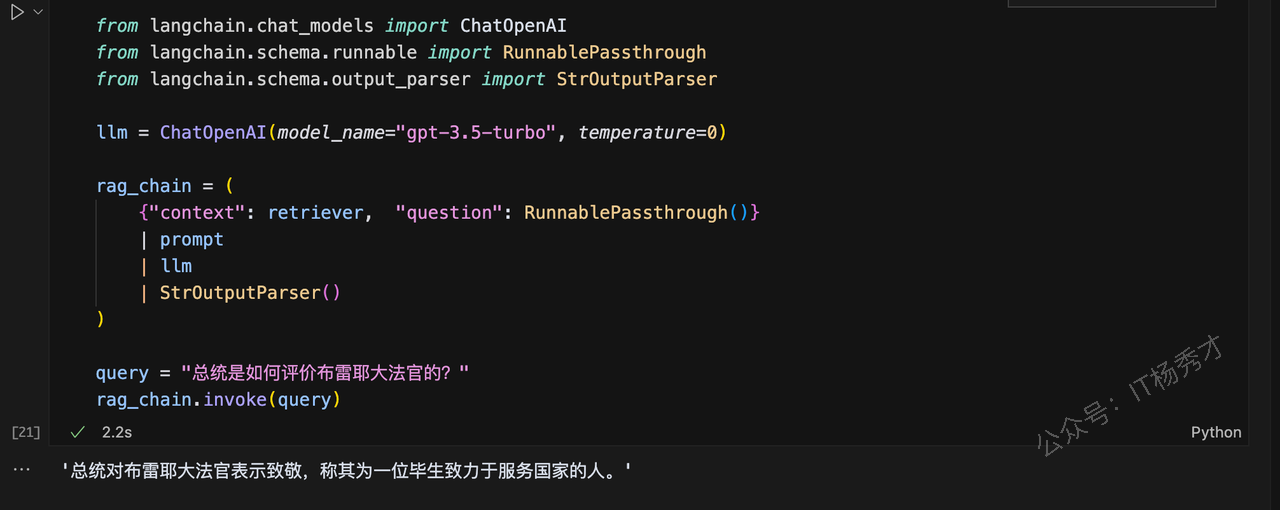 from langchain.chat_models import ChatOpenAI
from langchain.schema.runnable import RunnablePassthrough
from langchain.schema.output_parser import StrOutputParser
llm = ChatOpenAI(model_name="gpt-3.5-turbo", temperature=0)
rag_chain = (
    {"context": retriever,  "question": RunnablePassthrough()}
    | prompt
    | llm
    | StrOutputParser()
)
query = "总统是如何评价布雷耶大法官的？"
rag_chain.invoke(query)
[21] ✓ 2.2s
Python
... '总统对布雷耶大法官表示致敬，称其为一位毕生致力于服务国家的人。'
公众号：IT杨秀才